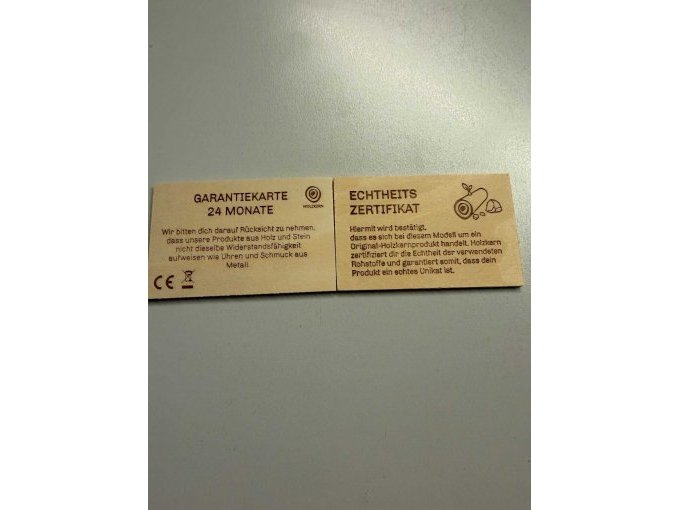 GARANTIEKARTE
24 MONATE
HOLZKERN
Wir bitten dich darauf Rücksicht zu nehmen,
dass unsere Produkte aus Holz und Stein
nicht dieselbe Widerstandsfähigkeit
aufweisen wie Uhren und Schmuck aus
Metall.
CE
ECHTHEITS
ZERTIFIKAT
Hiermit wird bestätigt,
dass es sich bei diesem Modell um ein
Original-Holzkernprodukt handelt. Holzkern
zertifiziert dir die Echtheit der verwendeten
Rohstoffe und garantiert somit, dass dein
Produkt ein echtes Unikat ist.